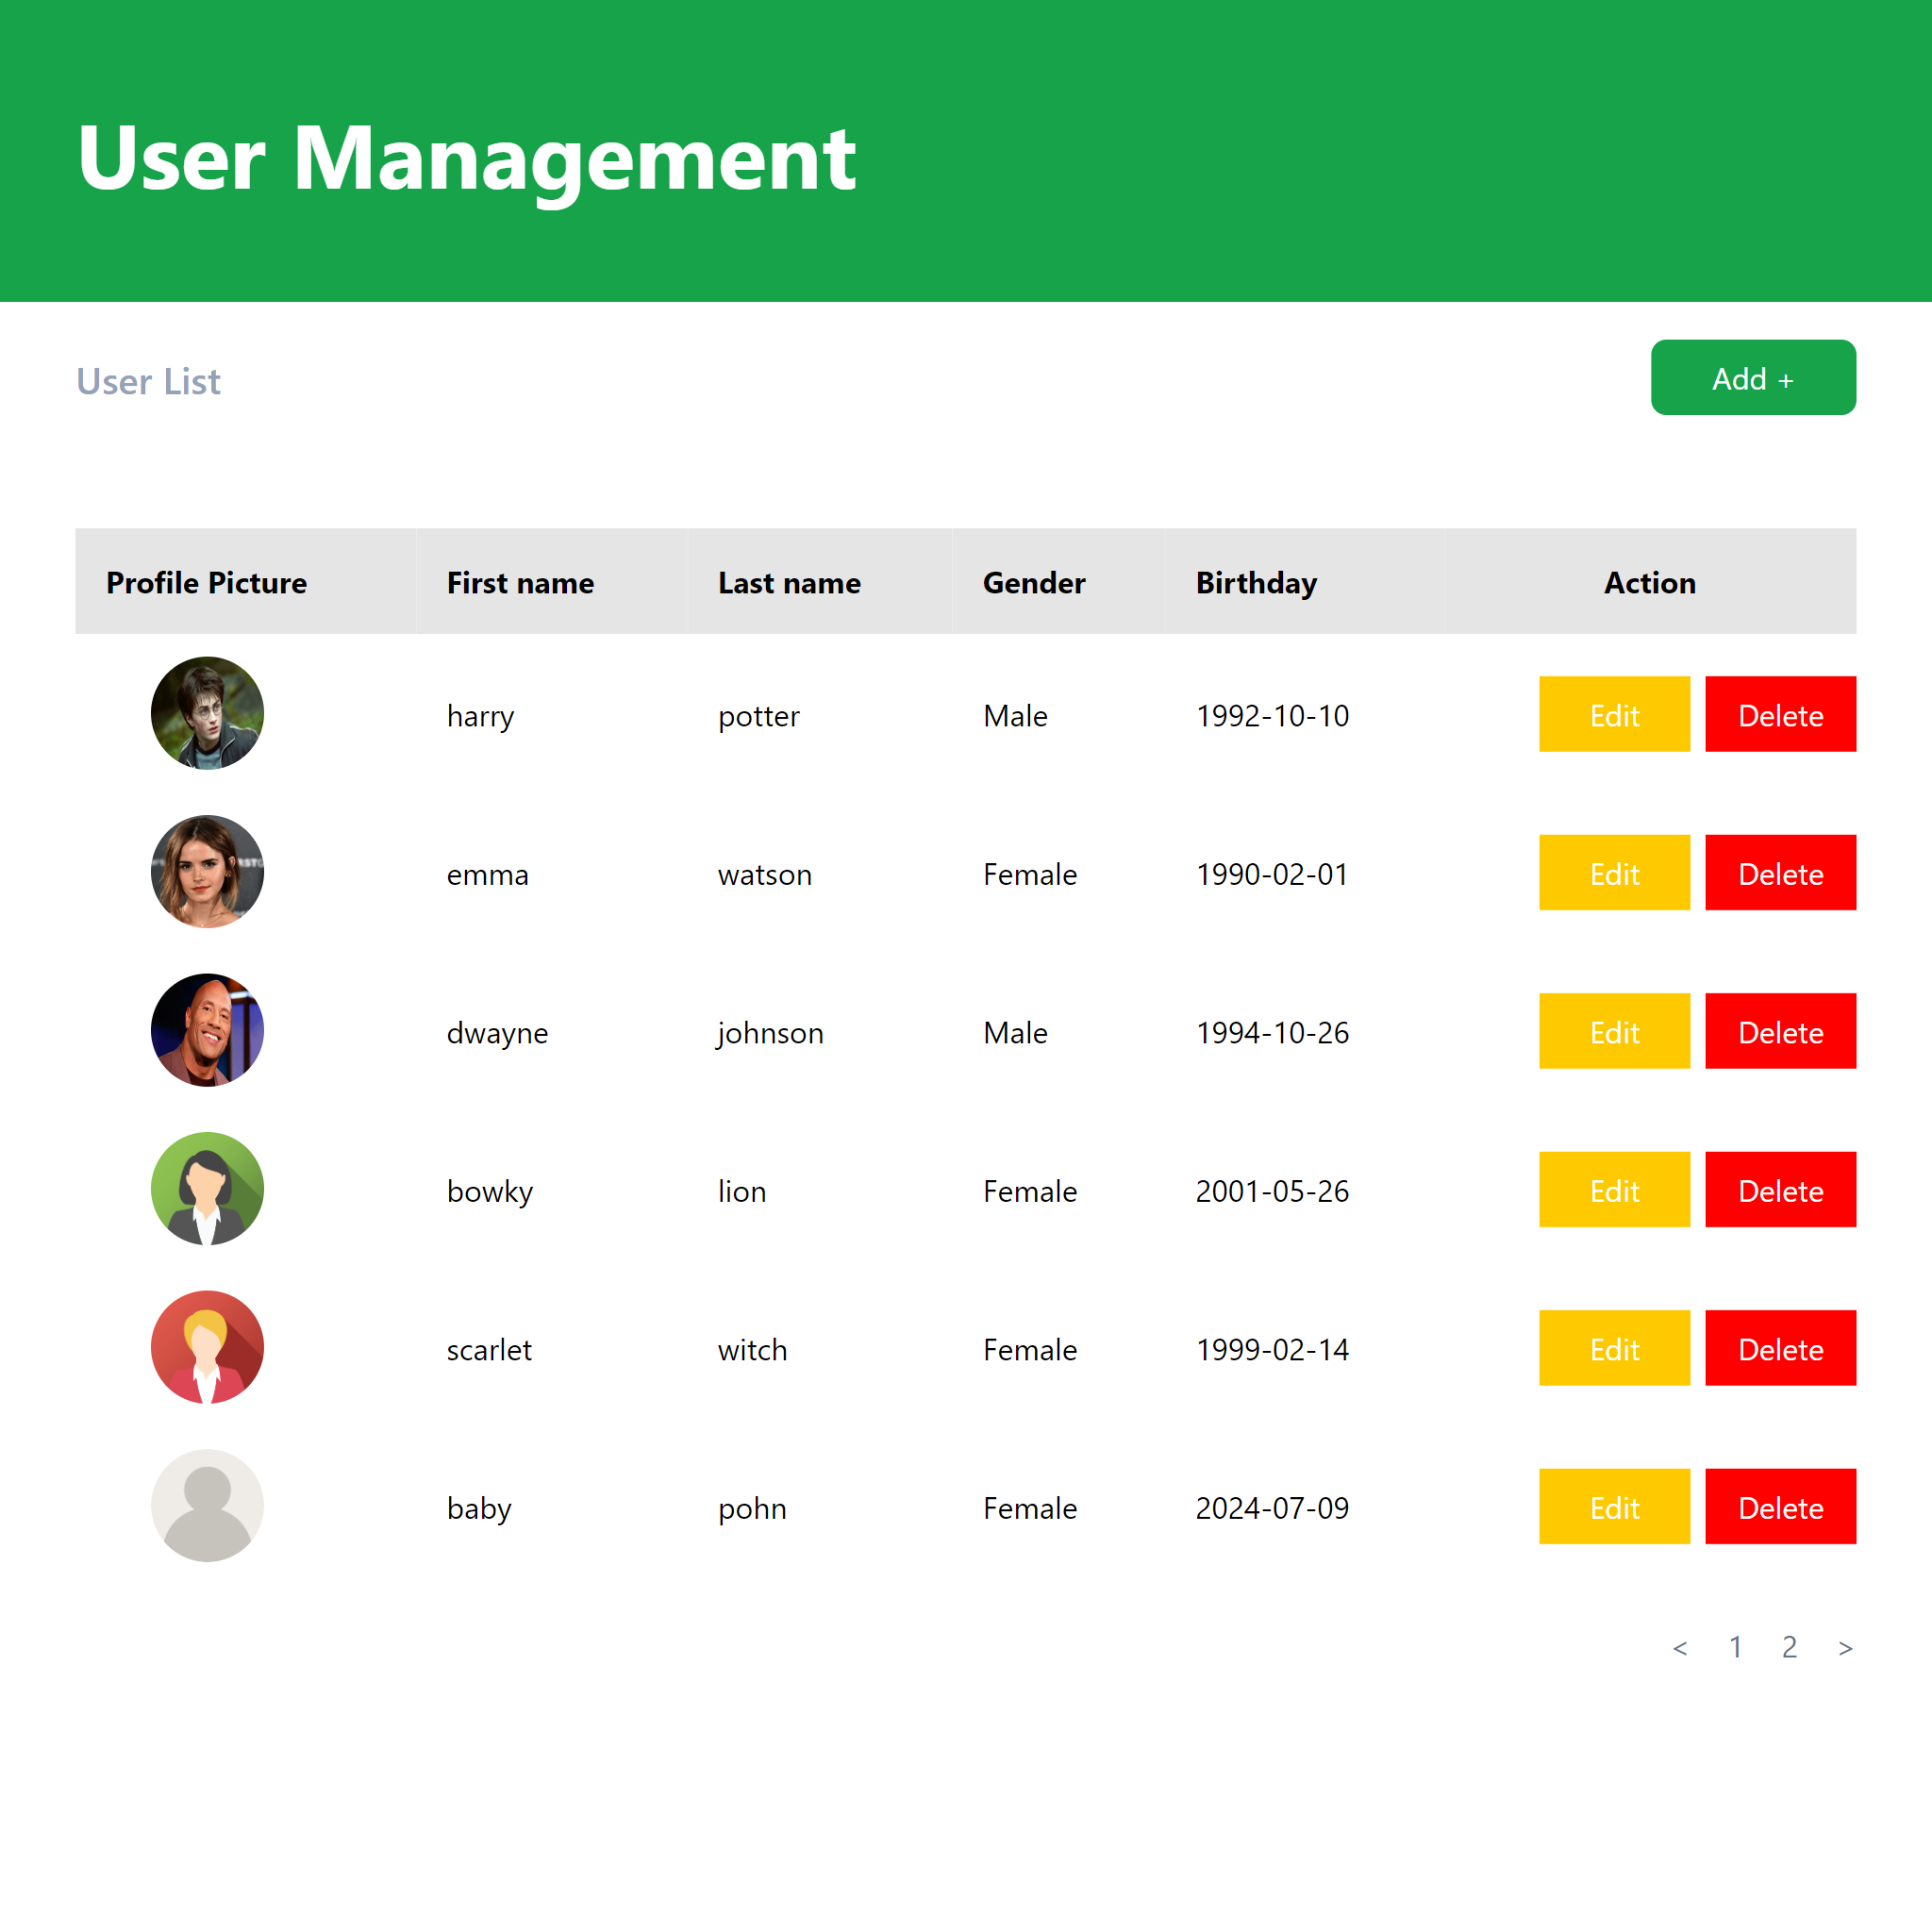 User Management
User List
Add +
Profile Picture First name Last name Gender Birthday Action
harry potter Male 1992-10-10 Edit Delete
emma watson Female 1990-02-01 Edit Delete
dwayne johnson Male 1994-10-26 Edit Delete
bowky lion Female 2001-05-26 Edit Delete
scarlet witch Female 1999-02-14 Edit Delete
baby pohn Female 2024-07-09 Edit Delete
< 1 2 >